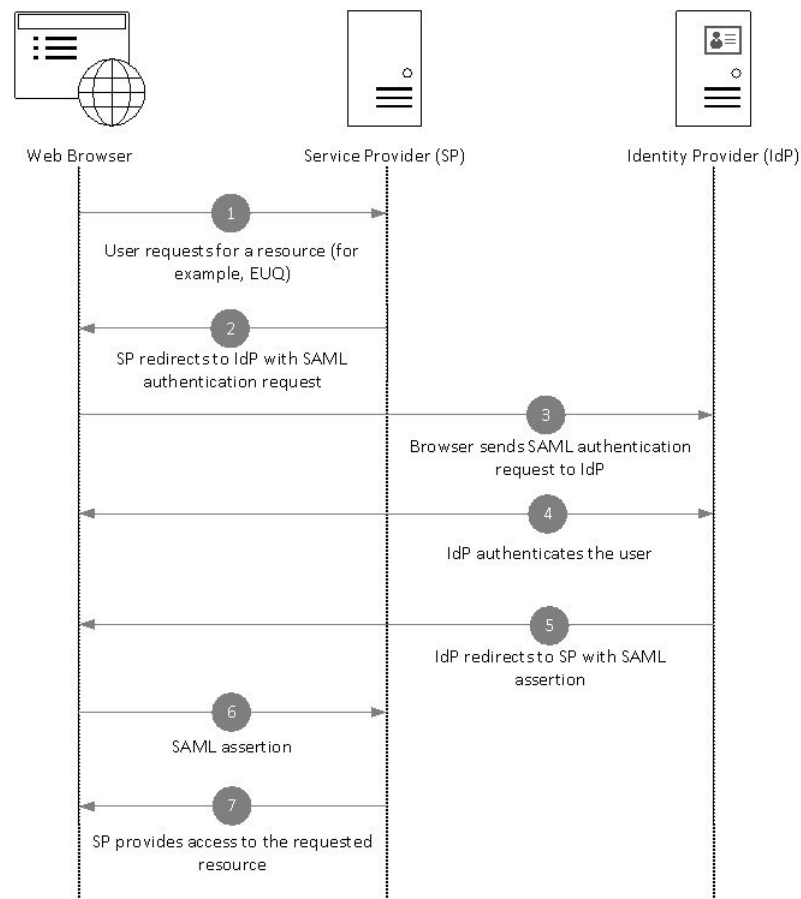 Web Browser
Service Provider (SP)
Identity Provider (IdP)
1
User requests for a resource (for
example, EUQ)
2
SP redirects to IdP with SAML
authentication request
3
Browser sends SAML authentication
request to IdP
4
IdP authenticates the user
5
IdP redirects to SP with SAML
assertion
6
SAML assertion
7
SP provides access to the requested
resource